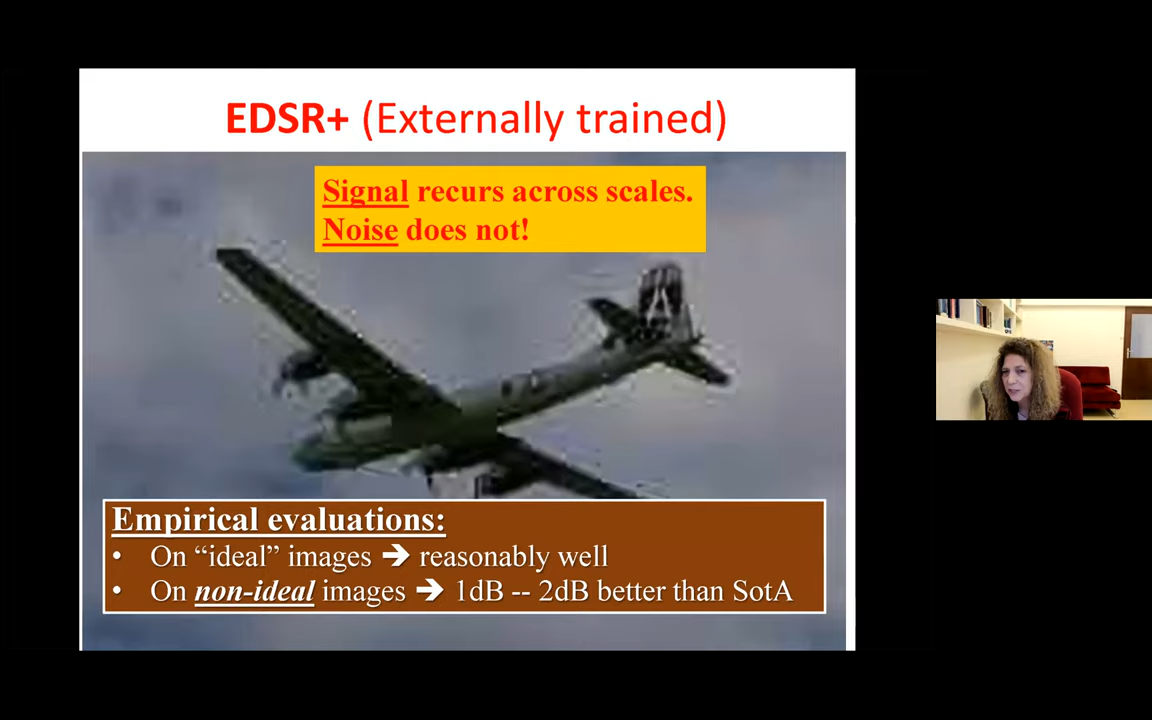 EDSR+ (Externally trained)
Signal recurs across scales.
Noise does not!
A
Empirical evaluations:
• On “ideal” images ➔ reasonably well
• On non-ideal images ➔ 1dB -- 2dB better than SotA